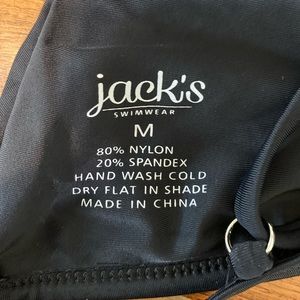 jack's
SWIMWEAR
M
80% NYLON
20% SPANDEX
HAND WASH COLD
DRY FLAT IN SHADE
MADE IN CHINA